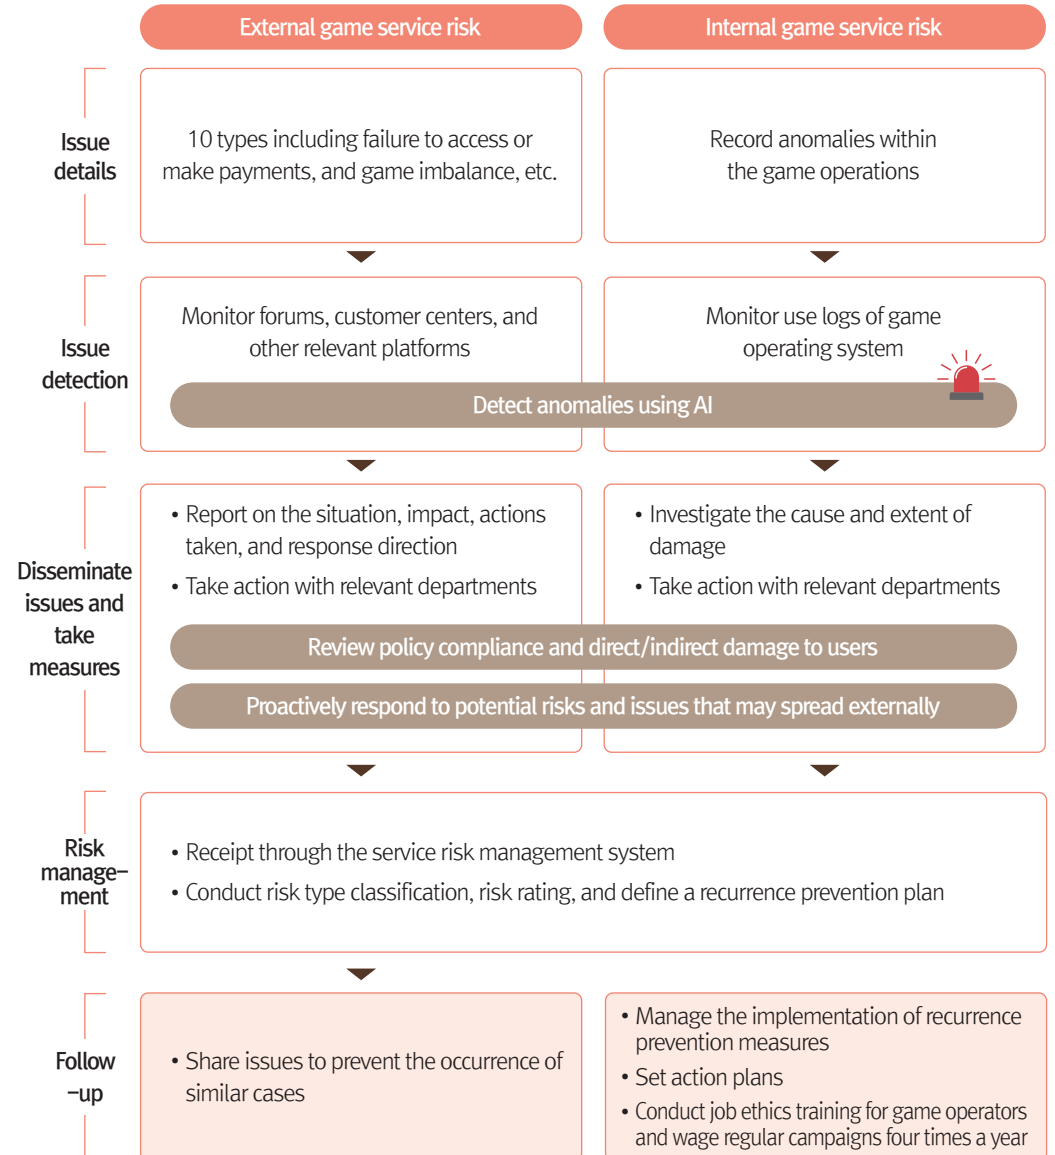 External game service risk
Internal game service risk
Issue
details
10 types including failure to access or
make payments, and game imbalance, etc.
Record anomalies within
the game operations
Issue
detection
Monitor forums, customer centers, and
other relevant platforms
Monitor use logs of game
operating system
Detect anomalies using AI
Disseminate
issues and
take
measures
• Report on the situation, impact, actions
taken, and response direction
• Take action with relevant departments
• Investigate the cause and extent of
damage
• Take action with relevant departments
Review policy compliance and direct/indirect damage to users
Proactively respond to potential risks and issues that may spread externally
Risk
manage–
ment
• Receipt through the service risk management system
• Conduct risk type classification, risk rating, and define a recurrence prevention plan
Follow
–up
• Share issues to prevent the occurrence of
similar cases
• Manage the implementation of recurrence
prevention measures
• Set action plans
• Conduct job ethics training for game operators
and wage regular campaigns four times a year